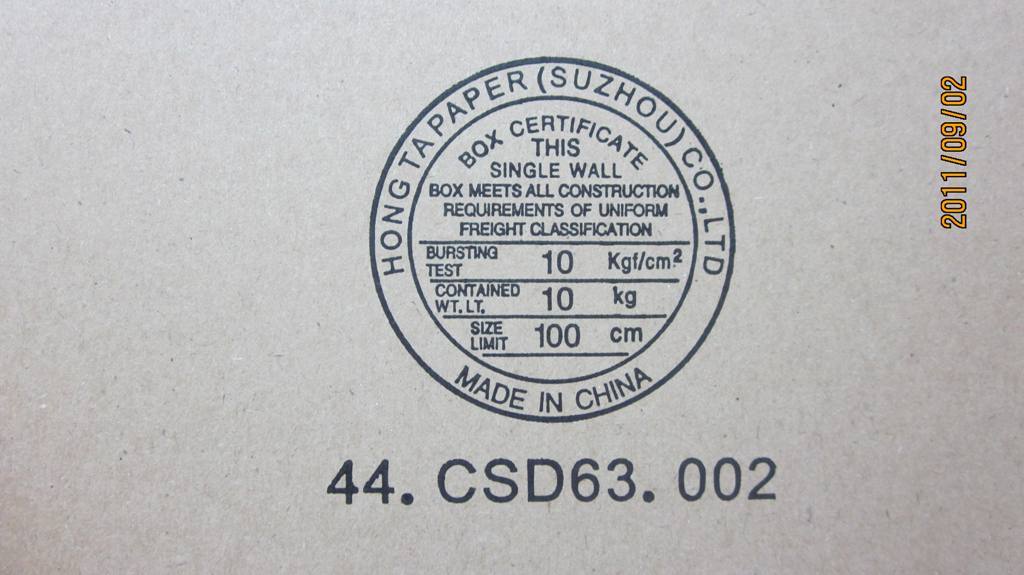 HONG TA PAPER (SUZHOU) CO.,LTD
BOX CERTIFICATE
THIS
SINGLE WALL
BOX MEETS ALL CONSTRUCTION
REQUIREMENTS OF UNIFORM
FREIGHT CLASSIFICATION
BURSTING TEST 10 Kgf/cm²
CONTAINED WT. LT. 10 kg
SIZE LIMIT 100 cm
MADE IN CHINA
44. CSD63. 002
2011/09/02